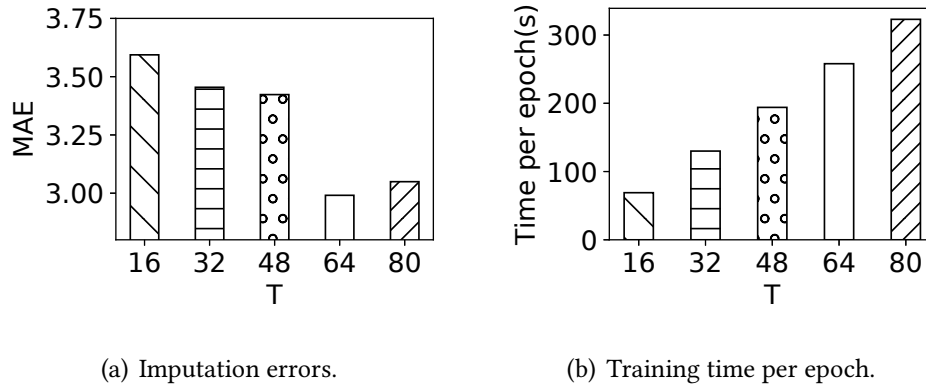 3.75
3.50
3.25
3.00
MAE
16 32 48 64 80
T
(a) Imputation errors.
300
200
100
0
Time per epoch(s)
16 32 48 64 80
T
(b) Training time per epoch.